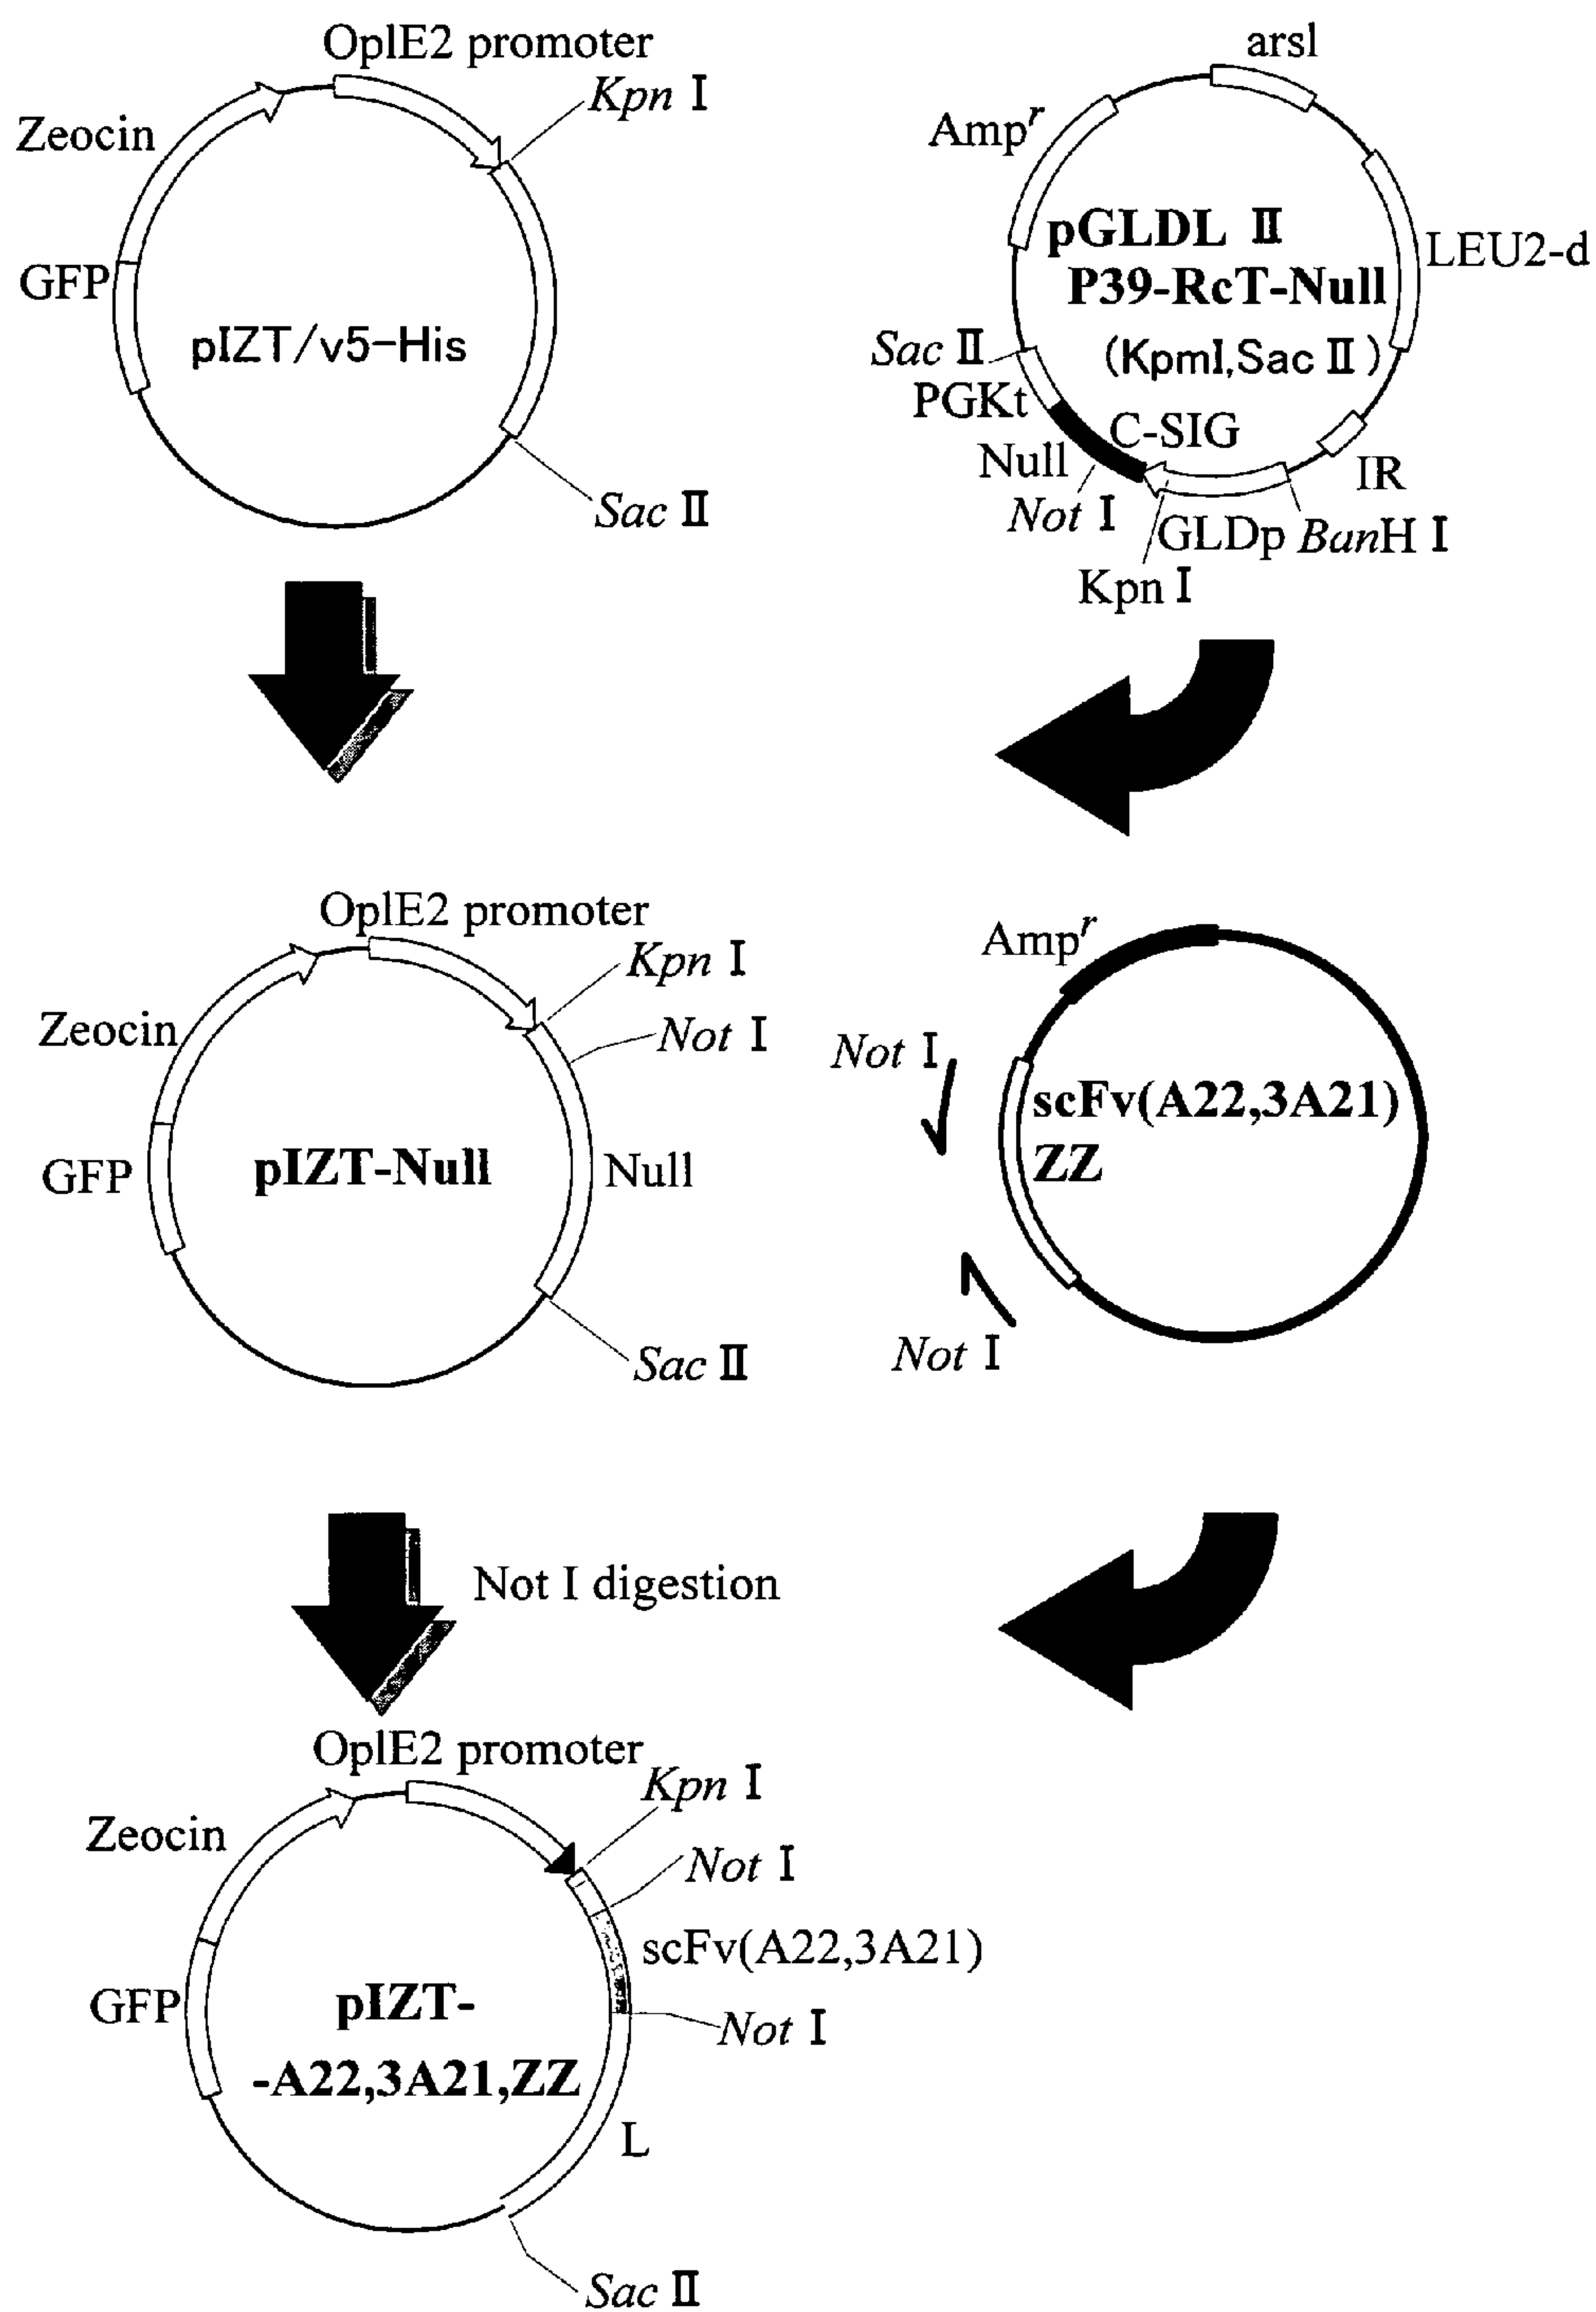 OplE2 promoter
Kpn I
Zeocin
GFP
pIZT/v5-His
Sac II
arsl
Amp^r
pGLDL II
P39-RcT-Null
(KpmI,Sac II)
LEU2-d
Sac II
PGKt
C-SIG
Null
Not I
IR
GLDp
BanH I
Kpn I
OplE2 promoter
Kpn I
Not I
Zeocin
GFP
pIZT-Null
Null
Sac II
Amp^r
Not I
scFv(A22,3A21)
ZZ
Not I
Not I digestion
OplE2 promoter
Kpn I
Zeocin
Not I
scFv(A22,3A21)
GFP
pIZT-
-A22,3A21,ZZ
Not I
L
Sac II